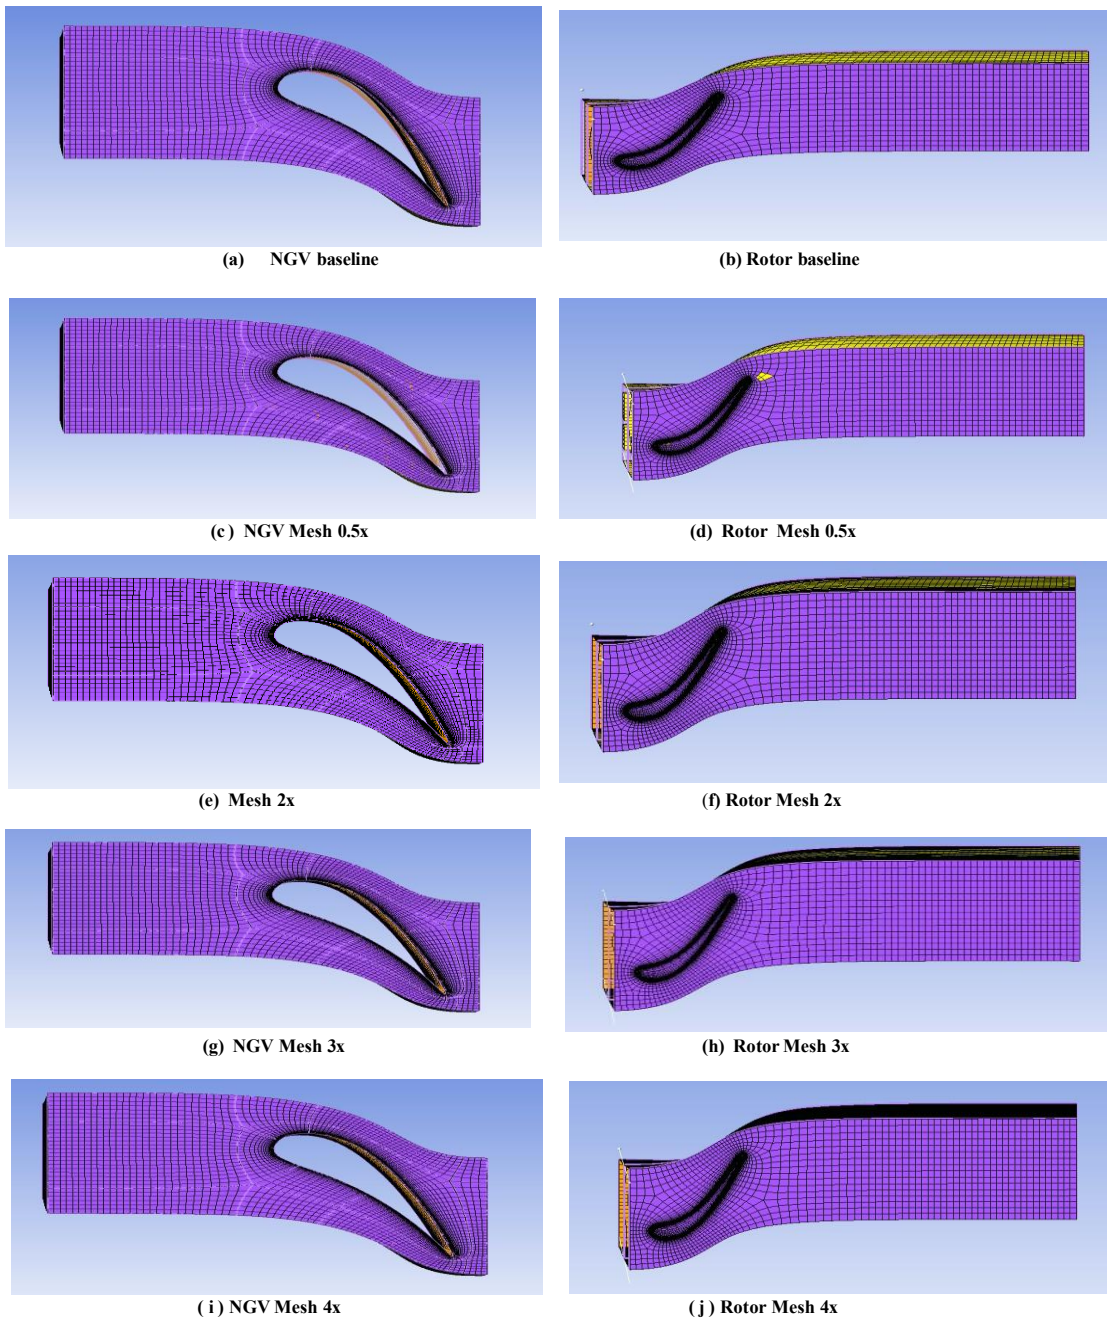 (a) NGV baseline
(b) Rotor baseline
(c ) NGV Mesh 0.5x
(d) Rotor Mesh 0.5x
(e) Mesh 2x
(f) Rotor Mesh 2x
(g) NGV Mesh 3x
(h) Rotor Mesh 3x
( i ) NGV Mesh 4x
( j ) Rotor Mesh 4x